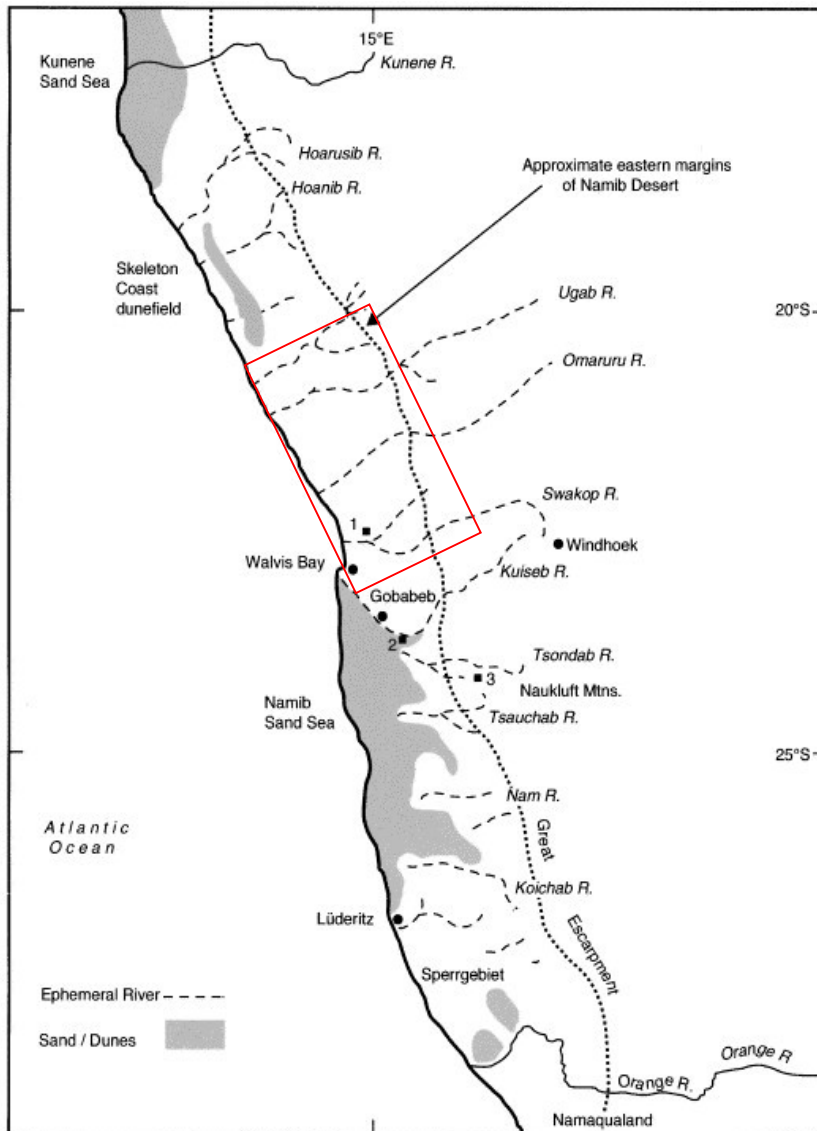 15°E
Kunene
Sand Sea
Kunene R.
Hoarusib R.
Approximate eastern margins
of Namib Desert
Hoanib R.
Skeleton
Coast
dunefield
Ugab R.
20°S
Omaruru R.
Swakop R.
1
Windhoek
Walvis Bay
Kuiseb R.
Gobabeb
2
Tsondab R.
3
Naukluft Mtns.
Namib
Sand Sea
Tsauchab R.
25°S
Nam R.
Atlantic
Ocean
Great
Koichab R.
Lüderitz
Escarpment
Sperrgebiet
Ephemeral River
Sand / Dunes
Orange R
Orange R.
Namaqualand